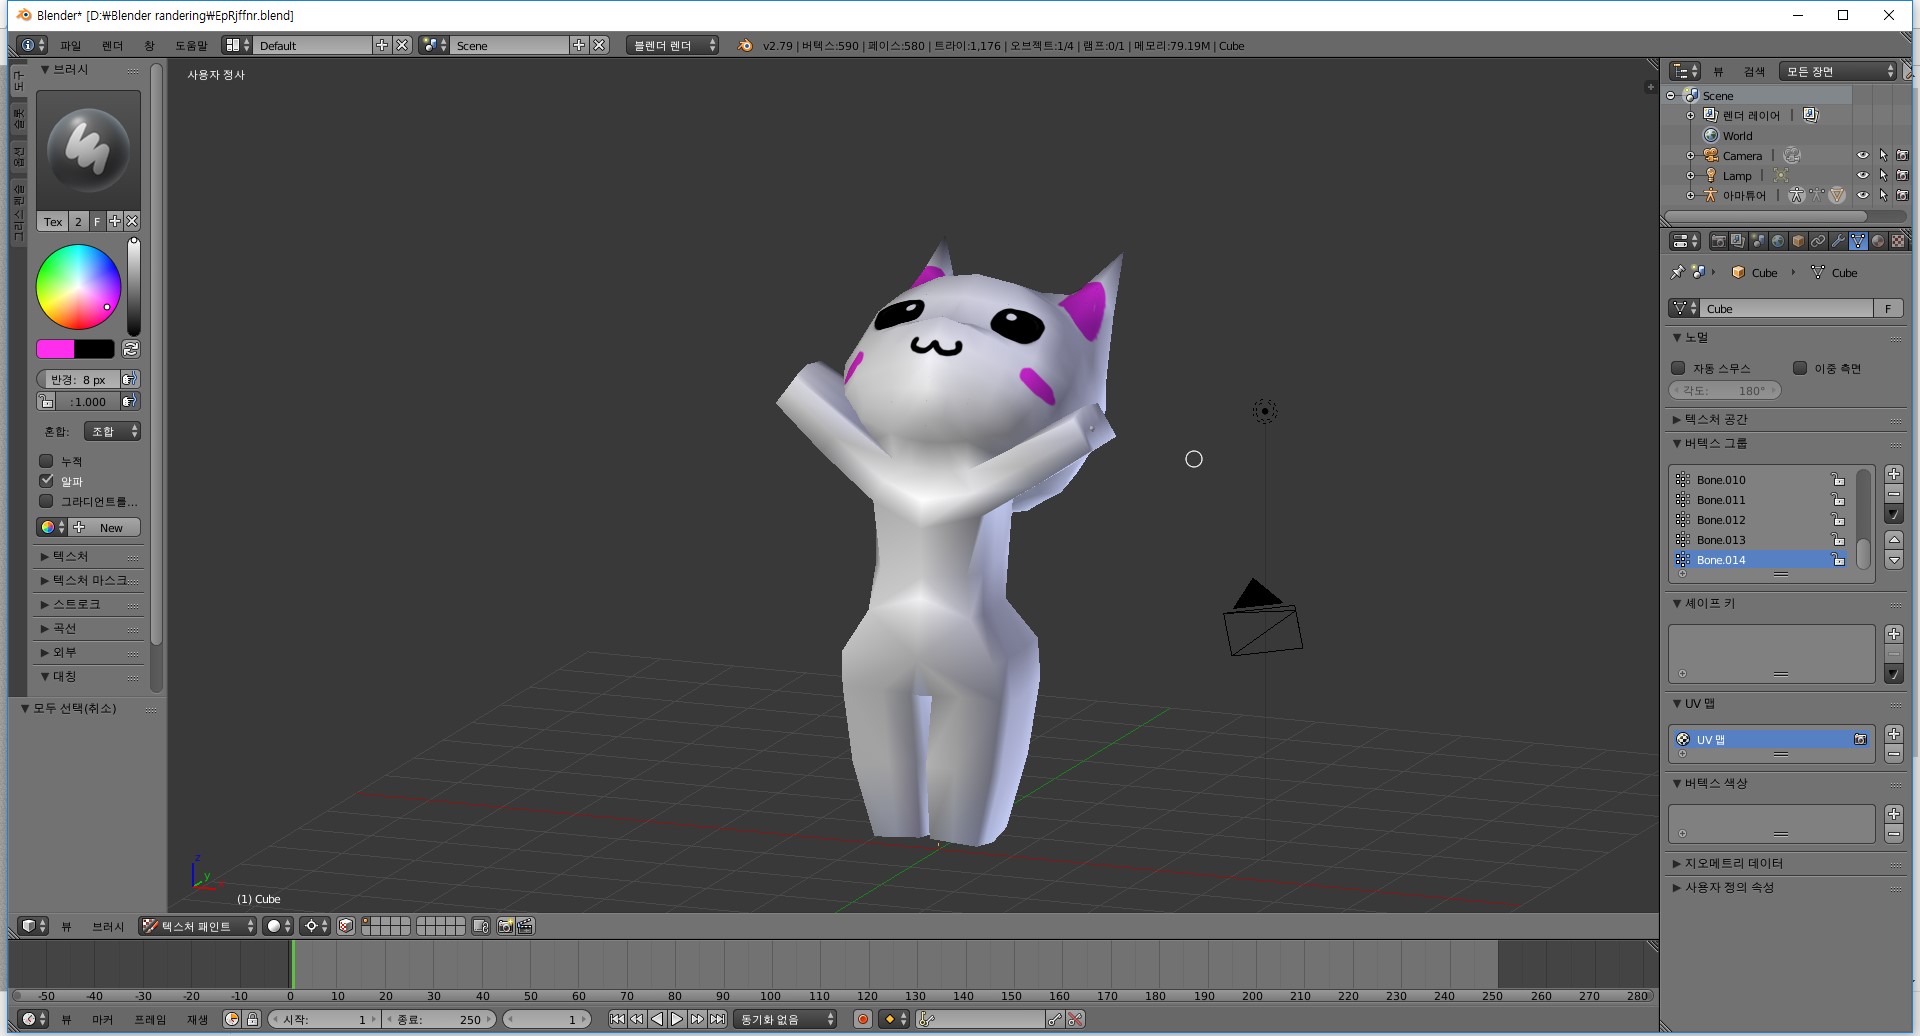 Blender* [D:₩Blender randering₩EpRjffnr.blend]
파일 렌더 창 도움말 Default Scene 블렌더 렌더 v2.79 | 버텍스:590 | 페이스:580 | 트라이:1,176 | 오브젝트:1/4 | 램프:0/1 | 메모리:79.19M | Cube
도구
슬롯
옵션
그리스 펜슬
브러시
Tex 2 F
반경: 8 px
: 1.000
혼합: 조합
누적
알파
그라디언트를...
New
텍스처
텍스처 마스크
스트로크
곡선
외부
대칭
모두 선택(취소)
사용자 정사
z
y
(1) Cube
뷰 브러시 텍스처 페인트
뷰 검색 모든 장면
Scene
렌더 레이어
World
Camera
Lamp
아마튜어
Cube Cube
Cube F
노멀
자동 스무스 이중 측면
각도: 180°
텍스처 공간
버텍스 그룹
Bone.010
Bone.011
Bone.012
Bone.013
Bone.014
셰이프 키
UV 맵
UV 맵
버텍스 색상
지오메트리 데이터
사용자 정의 속성
-50 -40 -30 -20 -10 0 10 20 30 40 50 60 70 80 90 100 110 120 130 140 150 160 170 180 190 200 210 220 230 240 250 260 270 280
뷰 마커 프레임 재생 시작: 1 종료: 250 1 동기화 없음